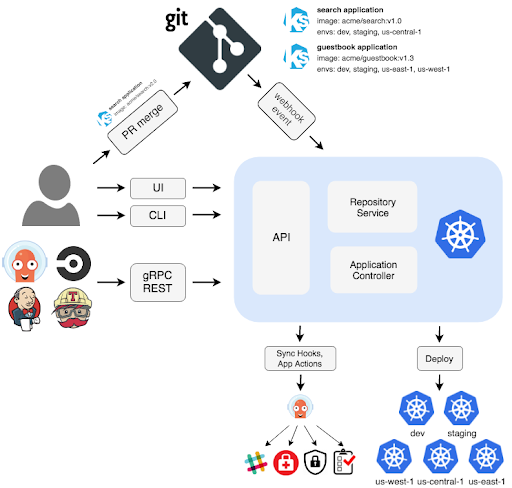 git
search application
image: acme/search:v1.0
envs: dev, staging, us-central-1
guestbook application
image: acme/guestbook:v1.3
envs: dev, staging, us-east-1, us-west-1
search application
image: acme/search:v1.0
PR merge
webhook
event
UI
CLI
gRPC
REST
API
Repository
Service
Application
Controller
Sync Hooks,
App Actions
Deploy
dev
staging
us-west-1
us-central-1
us-east-1